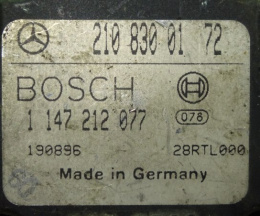 210 830 01 72
BOSCH
1 147 212 077
078
190896 28RTL000
Made in Germany